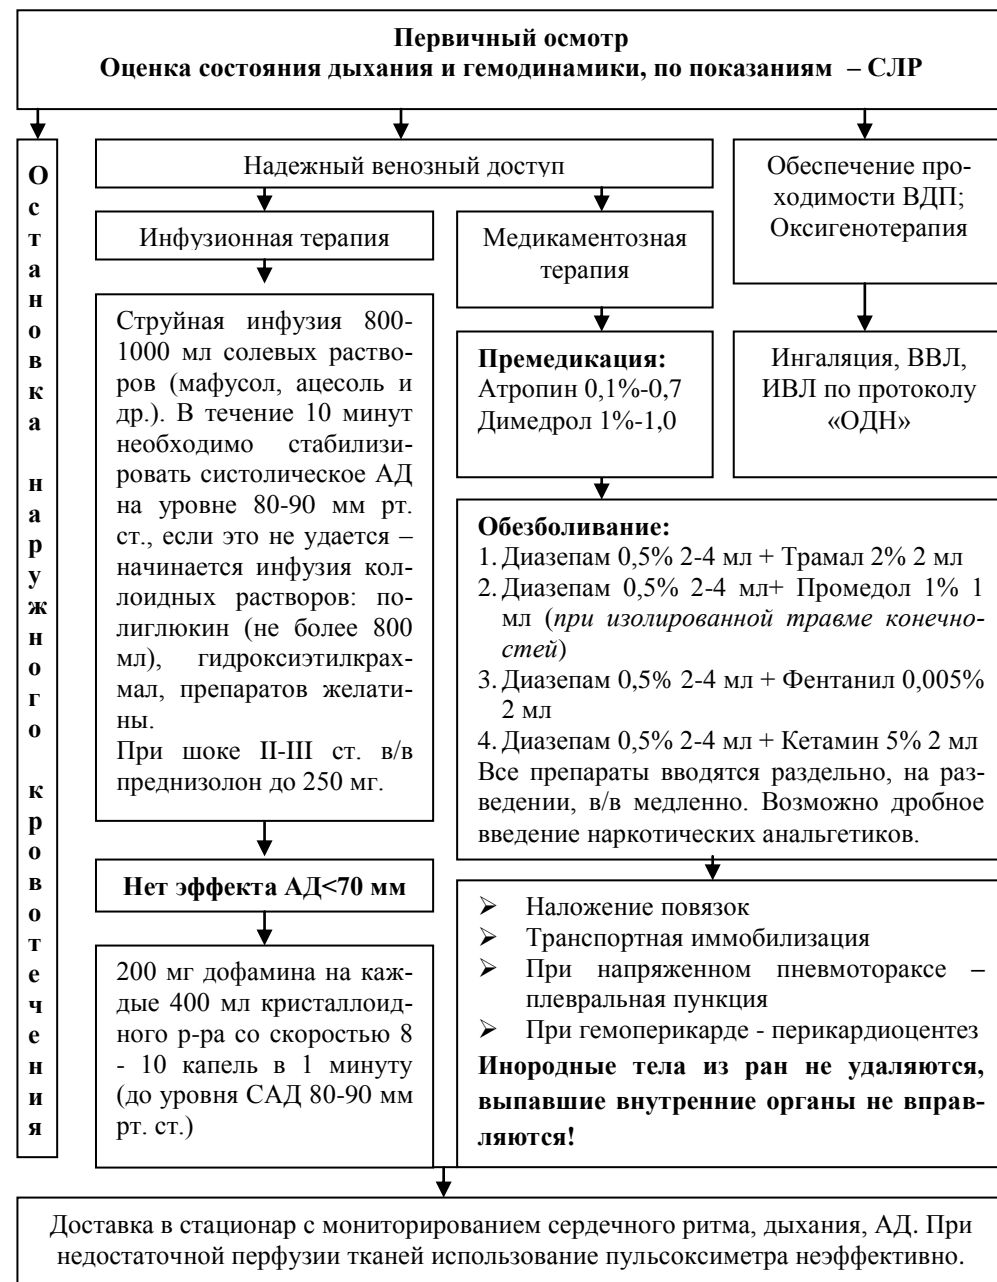 Первичный осмотр
Оценка состояния дыхания и гемодинамики, по показаниям – СЛР
Остановка наружного кровотечения
Надежный венозный доступ
Инфузионная терапия
Струйная инфузия 800-
1000 мл солевых раство-
ров (мафусол, ацесоль и
др.). В течение 10 минут
необходимо стабилизи-
ровать систолическое АД
на уровне 80-90 мм рт.
ст., если это не удается –
начинается инфузия кол-
лоидных растворов: по-
лиглюкин (не более 800
мл), гидроксиэтилкрах-
мал, препаратов желати-
ны.
При шоке II-III ст. в/в
преднизолон до 250 мг.
Нет эффекта АД<70 мм
200 мг дофамина на каж-
дые 400 мл кристаллоид-
ного р-ра со скоростью 8
- 10 капель в 1 минуту
(до уровня САД 80-90 мм
рт. ст.)
Медикаментозная
терапия
Премедикация:
Атропин 0,1%-0,7
Димедрол 1%-1,0
Обеспечение про-
ходимости ВДП;
Оксигенотерапия
Ингаляция, ВВЛ,
ИВЛ по протоколу
«ОДН»
Обезболивание:
1. Диазепам 0,5% 2-4 мл + Трамал 2% 2 мл
2. Диазепам 0,5% 2-4 мл+ Промедол 1% 1
мл (при изолированной травме конечно-
стей)
3. Диазепам 0,5% 2-4 мл + Фентанил 0,005%
2 мл
4. Диазепам 0,5% 2-4 мл + Кетамин 5% 2 мл
Все препараты вводятся раздельно, на раз-
ведении, в/в медленно. Возможно дробное
введение наркотических анальгетиков.
➢ Наложение повязок
➢ Транспортная иммобилизация
➢ При напряженном пневмотораксе –
плевральная пункция
➢ При гемоперикарде - перикардиоцентез
Инородные тела из ран не удаляются,
выпавшие внутренние органы не вправ-
ляются!
Доставка в стационар с мониторированием сердечного ритма, дыхания, АД. При
недостаточной перфузии тканей использование пульсоксиметра неэффективно.